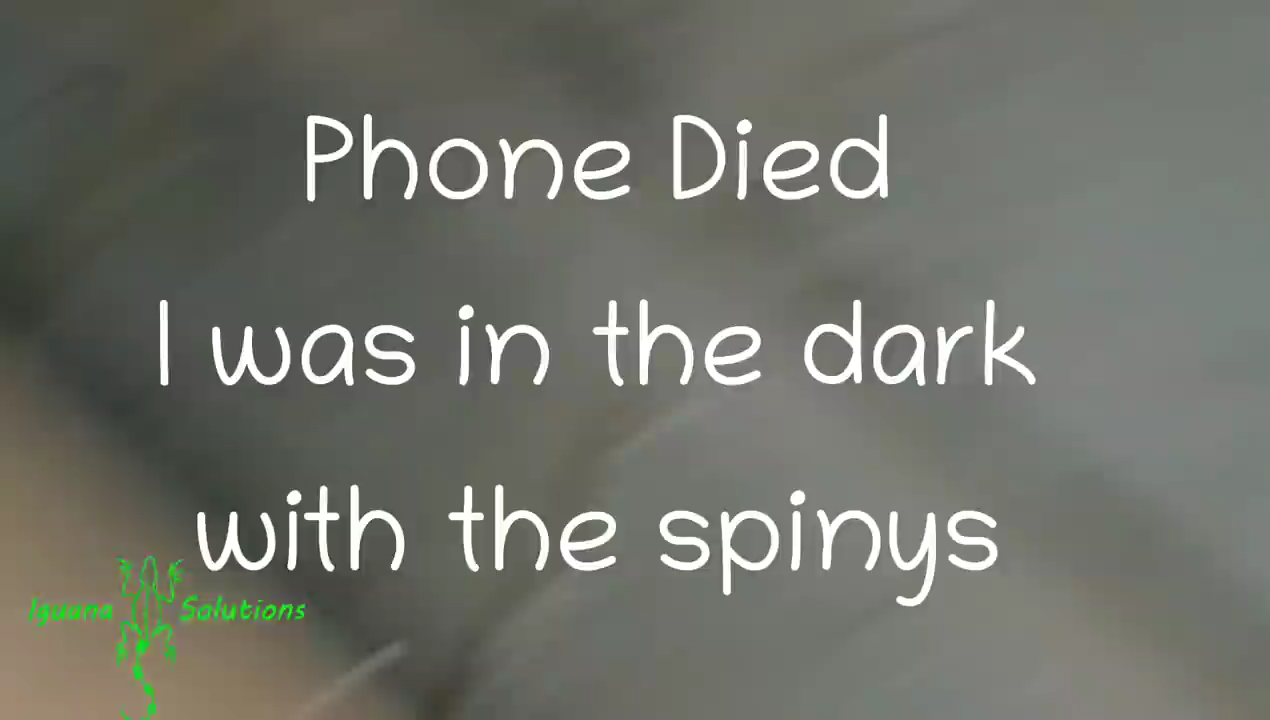 Phone Died
I was in the dark
with the spinys
Iguana Solutions